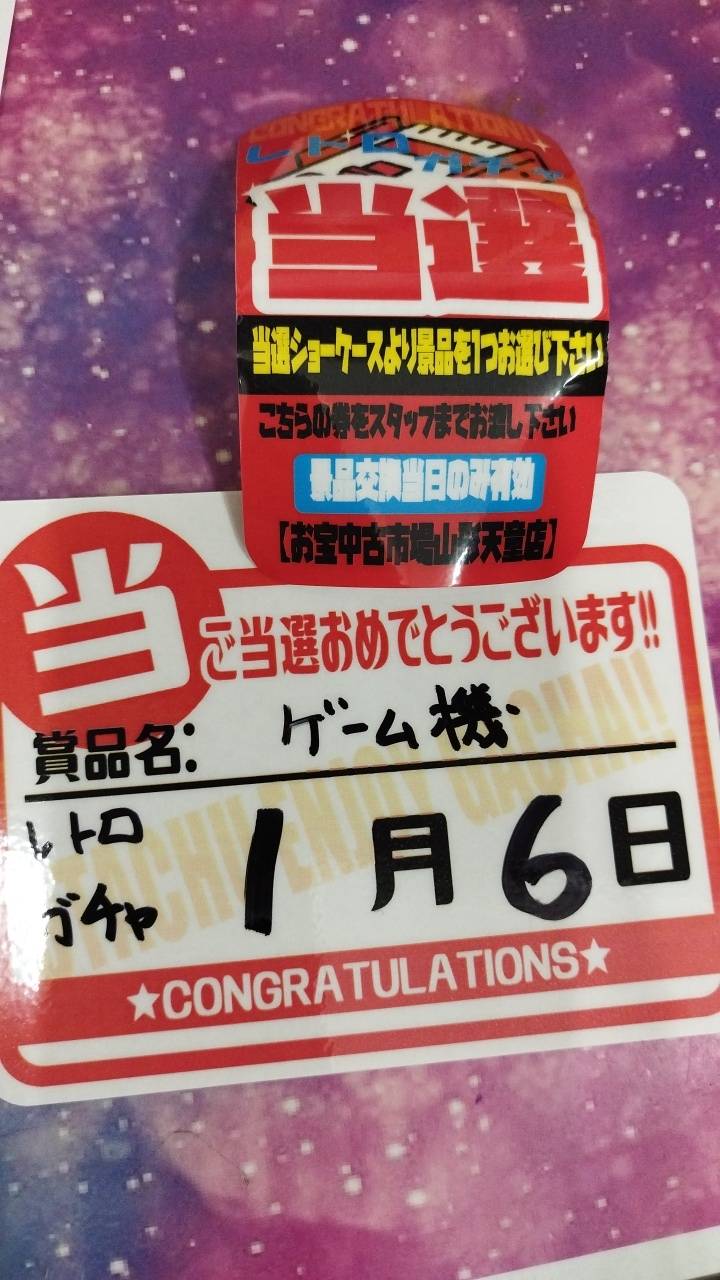 CONGRATULATION!!
レトロガチャ
当選
当選ショーケースより景品を1つお選び下さい
こちらの券をスタッフまでお渡し下さい
景品交換当日のみ有効
【お宝中古市場山形天童店】
当
ご当選おめでとうございます!!
賞品名: ゲーム機
レトロ
ガチャ
1月6日
ENJOY GACHA!!
★CONGRATULATIONS★